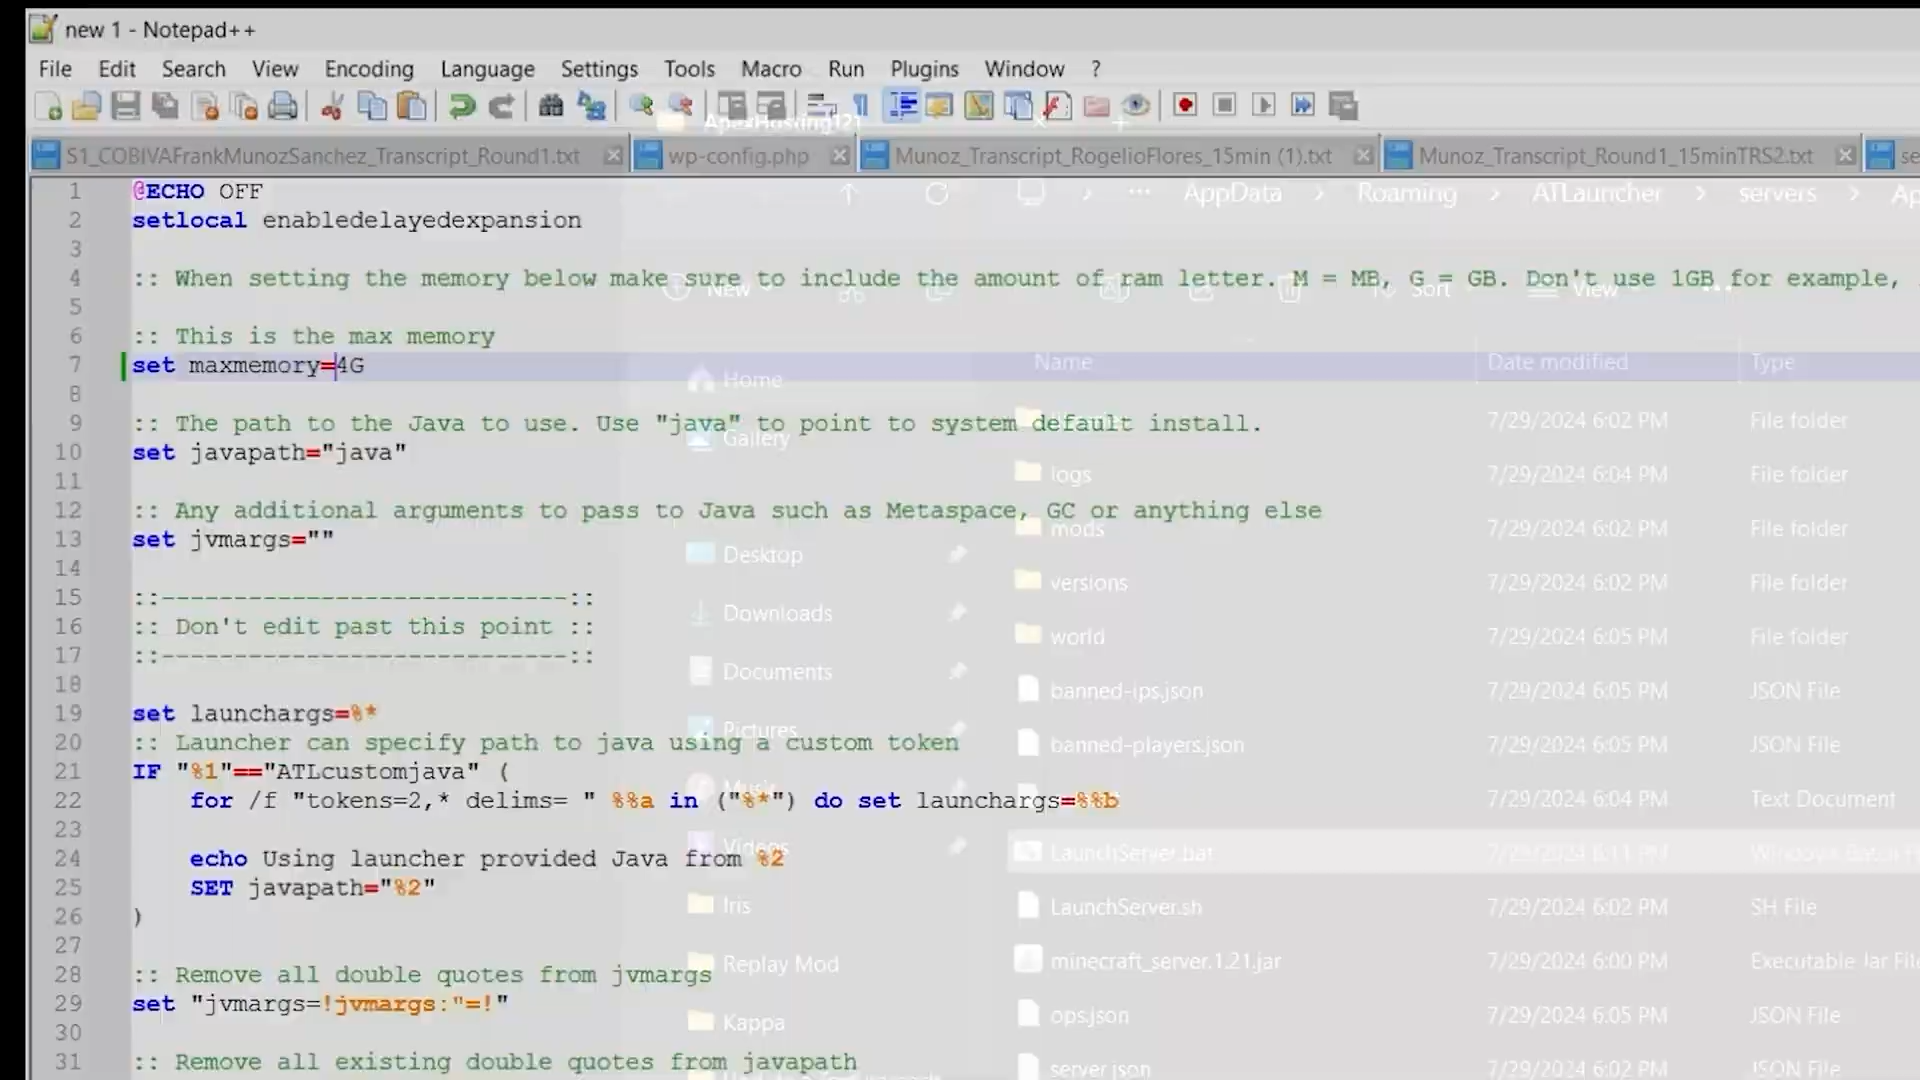 new 1 - Notepad++
File Edit Search View Encoding Language Settings Tools Macro Run Plugins Window ?
ApexHosting121
S1_COBIVAFrankMunozSanchez_Transcript_Round1.txt wp-config.php Munoz_Transcript_RogelioFlores_15min (1).txt Munoz_Transcript_Round1_15minTRS2.txt se
AppData > Roaming > ATLauncher > servers > Ap
1 @ECHO OFF
2 setlocal enabledelayedexpansion
3
4 :: When setting the memory below make sure to include the amount of ram letter. M = MB, G = GB. Don't use 1GB for example,
New Sort View
5
6 :: This is the max memory
7 set maxmemory=4G
Name Date modified Type
Home
8
9 :: The path to the Java to use. Use "java" to point to system default install.
7/29/2024 6:02 PM File folder
Gallery
10 set javapath="java"
logs 7/29/2024 6:04 PM File folder
11
12 :: Any additional arguments to pass to Java such as Metaspace, GC or anything else
mods 7/29/2024 6:02 PM File folder
13 set jvmargs=""
Desktop
14
versions 7/29/2024 6:02 PM File folder
15 ::----------------------------::
Downloads
16 :: Don't edit past this point ::
world 7/29/2024 6:05 PM File folder
17 ::----------------------------::
Documents
18
banned-ips.json 7/29/2024 6:05 PM JSON File
19 set launchargs=%*
Pictures
20 :: Launcher can specify path to java using a custom token
banned-players.json 7/29/2024 6:05 PM JSON File
21 IF "%1"=="ATLcustomjava" (
Music
22 for /f "tokens=2,* delims= " %%a in ("%*") do set launchargs=%%b
7/29/2024 6:04 PM Text Document
23
Videos
LaunchServer.bat 7/29/2024 6:11 PM Windows Batch F
24 echo Using launcher provided Java from %2
25 SET javapath="%2"
Iris
LaunchServer.sh 7/29/2024 6:02 PM SH File
26 )
27
Replay Mod
minecraft_server.1.21.jar 7/29/2024 6:00 PM Executable Jar File
28 :: Remove all double quotes from jvmargs
29 set "jvmargs=!jvmargs:"=!"
Kappa
ops.json 7/29/2024 6:05 PM JSON File
30
31 :: Remove all existing double quotes from javapath
server.json 7/29/2024 6:02 PM JSON File